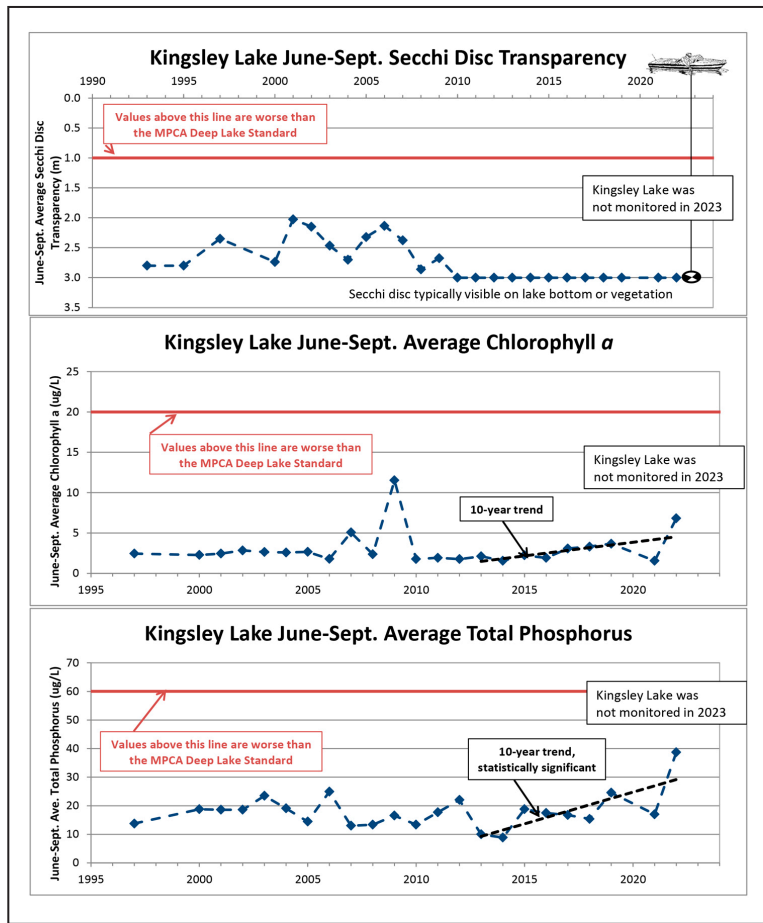 Kingsley Lake June-Sept. Secchi Disc Transparency
1990 1995 2000 2005 2010 2015 2020
0.0
0.5
1.0
1.5
2.0
2.5
3.0
3.5
June-Sept. Average Secchi Disc
Transparency (m)
Values above this line are worse than
the MPCA Deep Lake Standard
Kingsley Lake was
not monitored in 2023
Secchi disc typically visible on lake bottom or vegetation
Kingsley Lake June-Sept. Average Chlorophyll a
25
20
15
10
5
0
June-Sept. Average Chlorophyll a (ug/L)
Values above this line are worse than
the MPCA Deep Lake Standard
Kingsley Lake was
not monitored in 2023
10-year trend
1995 2000 2005 2010 2015 2020
Kingsley Lake June-Sept. Average Total Phosphorus
70
60
50
40
30
20
10
0
June-Sept. Ave. Total Phosphorus (ug/L)
Kingsley Lake was
not monitored in 2023
Values above this line are worse than
the MPCA Deep Lake Standard
10-year trend,
statistically significant
1995 2000 2005 2010 2015 2020